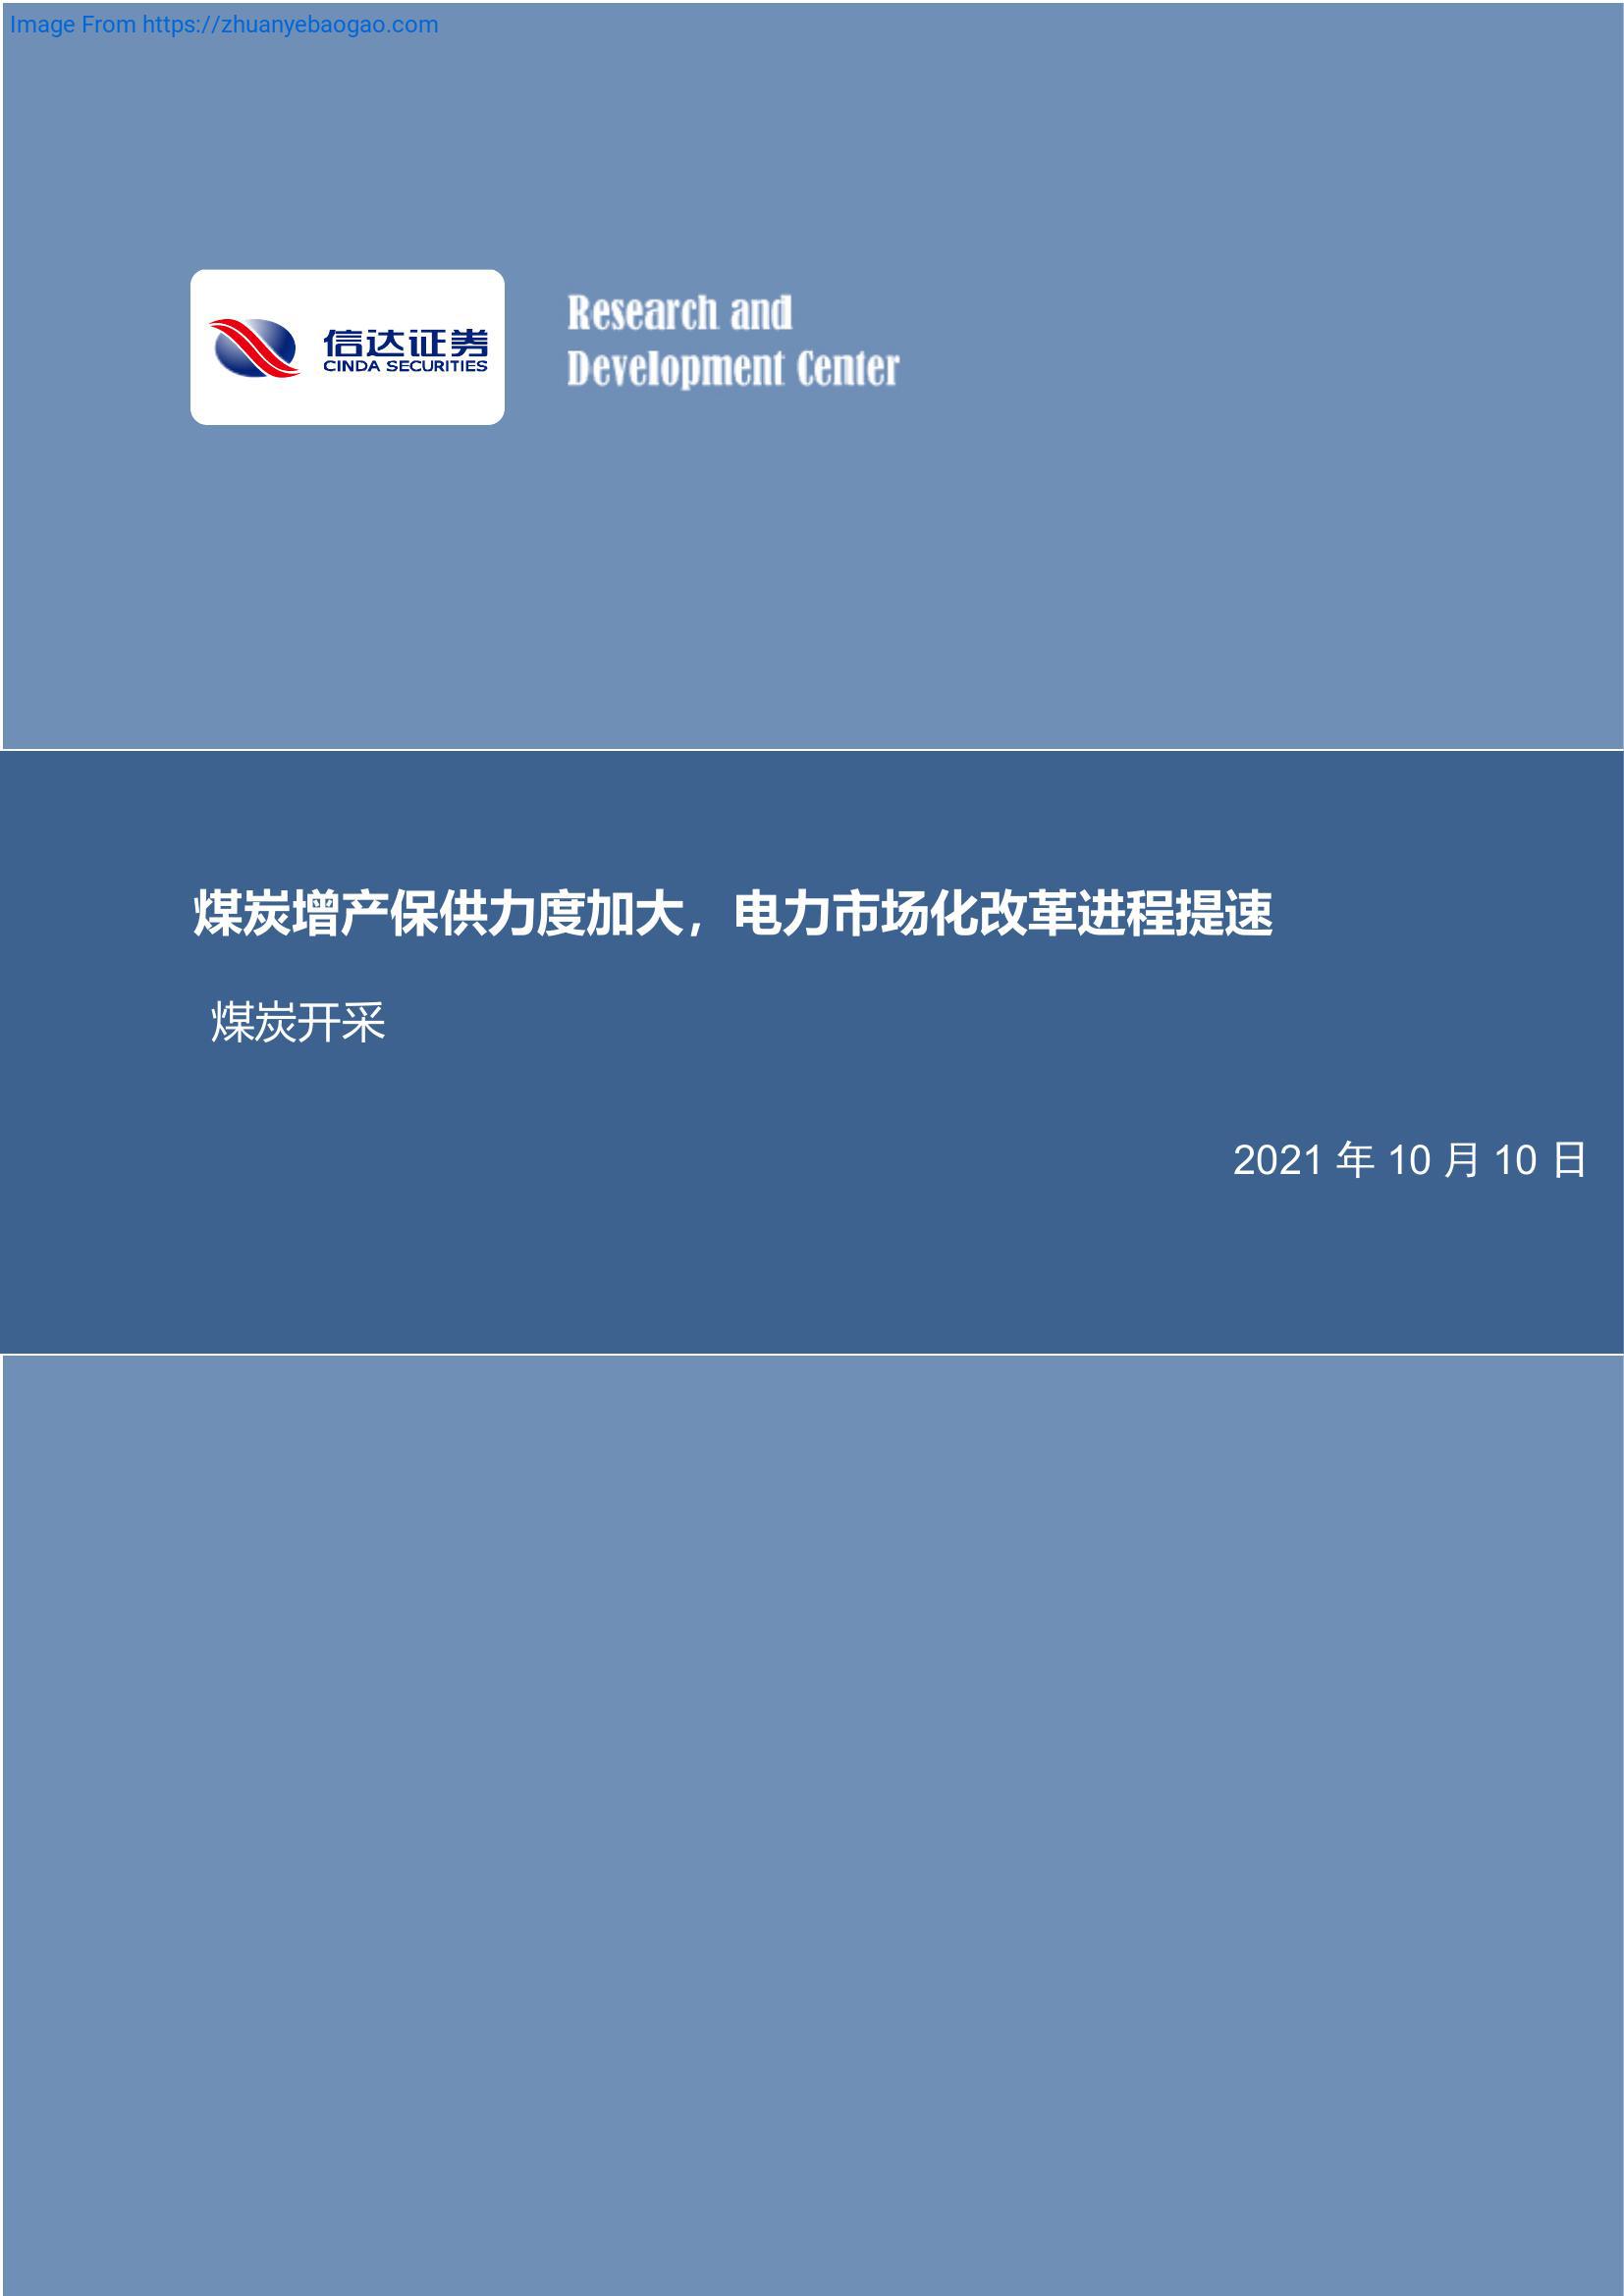 Image From https://zhuanyebaogao.com
信达证券
CINDA SECURITIES
Research and
Development Center
煤炭增产保供力度加大，电力市场化改革进程提速
煤炭开采
2021 年 10 月 10 日